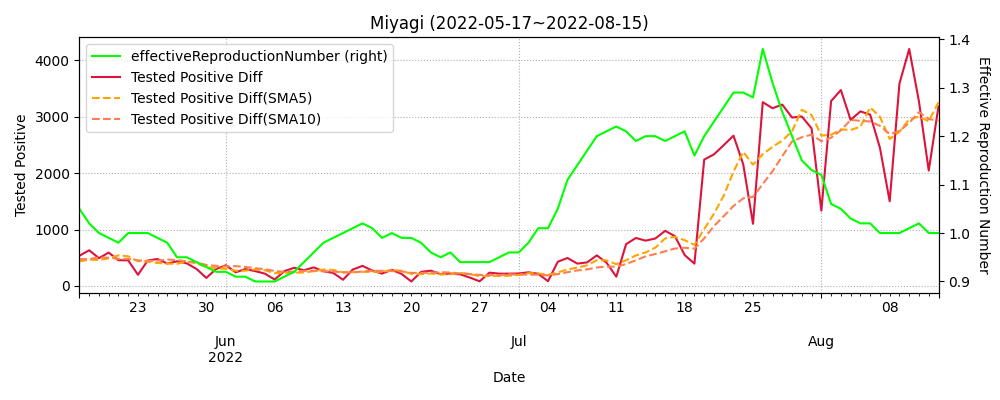 Miyagi (2022-05-17~2022-08-15)
effectiveReproductionNumber (right)
Tested Positive Diff
Tested Positive Diff(SMA5)
Tested Positive Diff(SMA10)
Tested Positive
4000
3000
2000
1000
0
1.4
1.3
1.2
1.1
1.0
0.9
Effective Reproduction Number
23 30 06 13 20 27 04 11 18 25 08
Jun Jul Aug
2022
Date